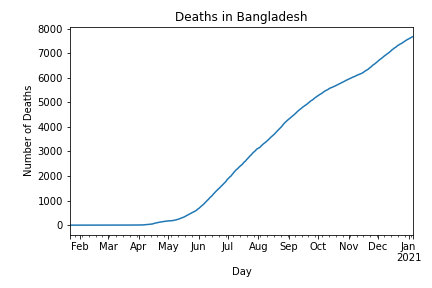 Deaths in Bangladesh
8000
7000
6000
5000
4000
3000
2000
1000
0
Number of Deaths
Feb Mar Apr May Jun Jul Aug Sep Oct Nov Dec Jan
2021
Day